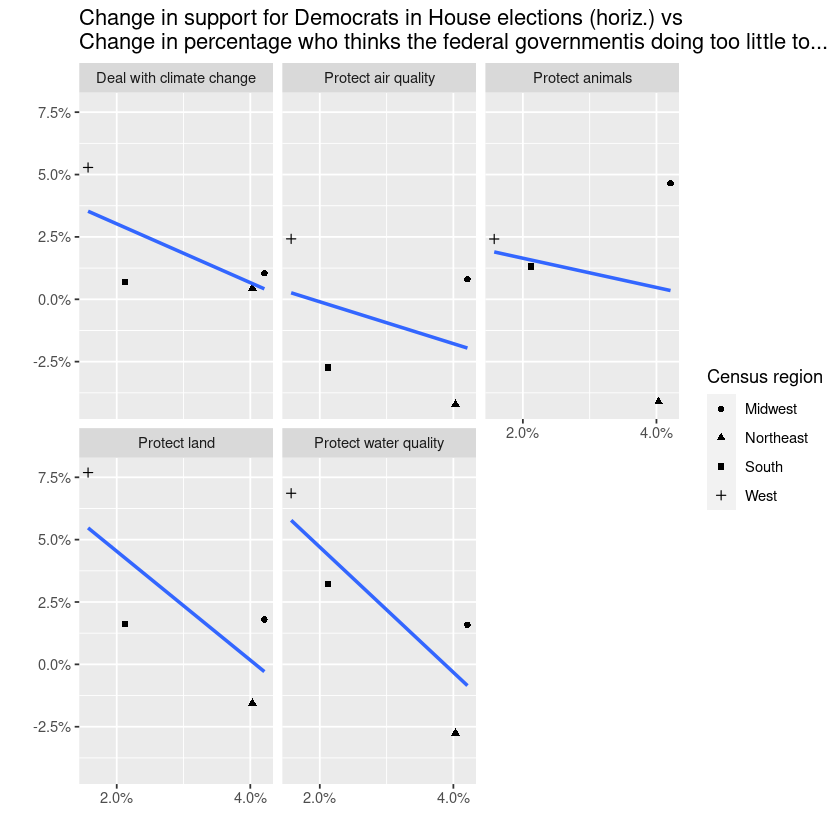 Change in support for Democrats in House elections (horiz.) vs
Change in percentage who thinks the federal governmentis doing too little to...
Deal with climate change
Protect air quality
Protect animals
7.5%
5.0%
2.5%
0.0%
-2.5%
2.0%
4.0%
Protect land
Protect water quality
7.5%
5.0%
2.5%
0.0%
-2.5%
2.0%
4.0%
2.0%
4.0%
Census region
Midwest
Northeast
South
West